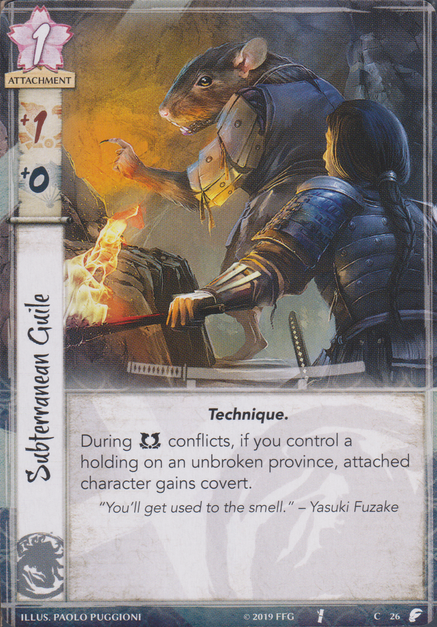 1
ATTACHMENT
+1
+0
Subterranean Guile
Technique.
During conflicts, if you control a
holding on an unbroken province, attached
character gains covert.
"You'll get used to the smell." – Yasuki Fuzake
ILLUS. PAOLO PUGGIONI © 2019 FFG C 26